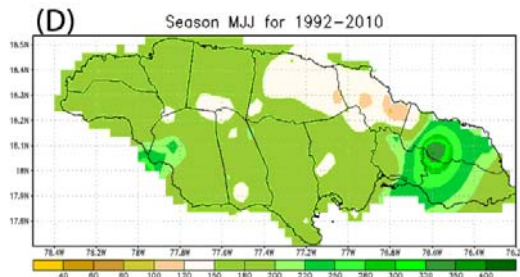 (D)
Season MJJ for 1992-2010
18.5N
18.4N
18.3N
18.2N
18.1N
18N
17.9N
17.8N
78.4W 78.2W 78W 77.8W 77.6W 77.4W 77.2W 77W 76.8W 76.6W 76.4W 76.2
40 60 80 100 120 150 180 220 250 280 320 350 400